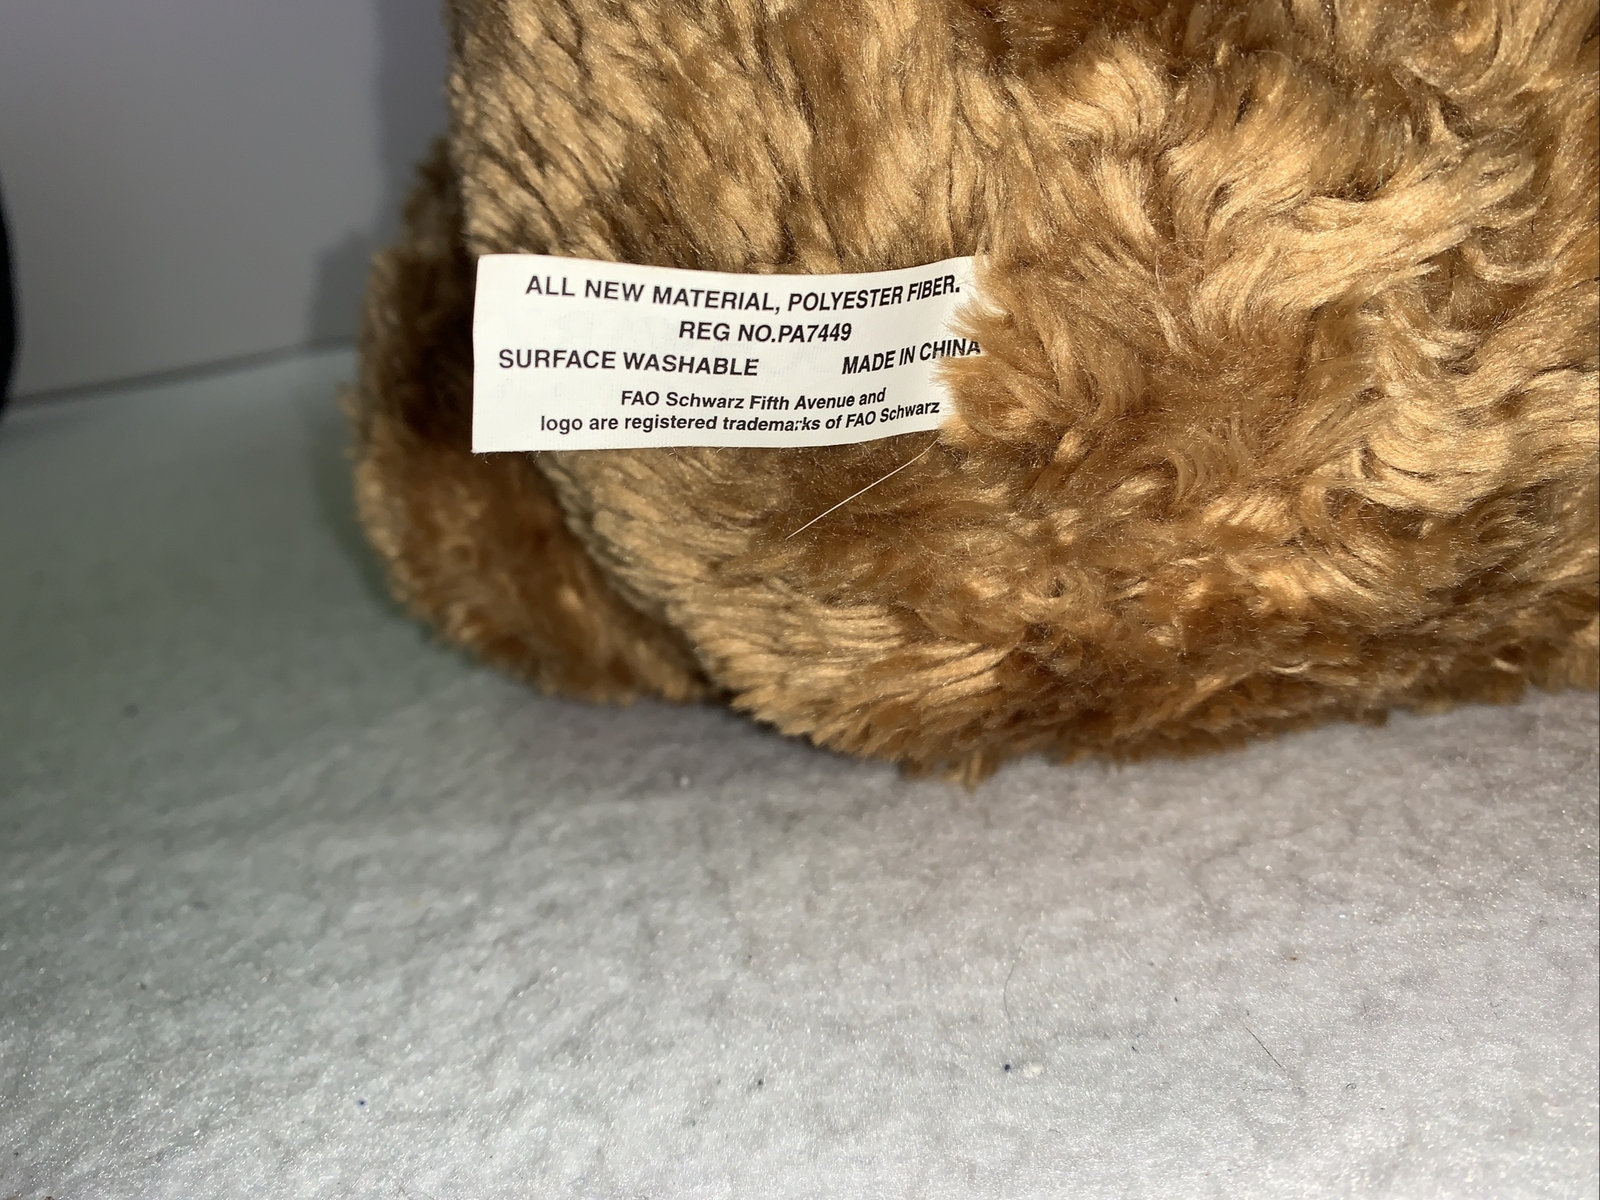 ALL NEW MATERIAL, POLYESTER FIBER.
REG NO.PA7449
SURFACE WASHABLE MADE IN CHINA
FAO Schwarz Fifth Avenue and
logo are registered trademarks of FAO Schwarz